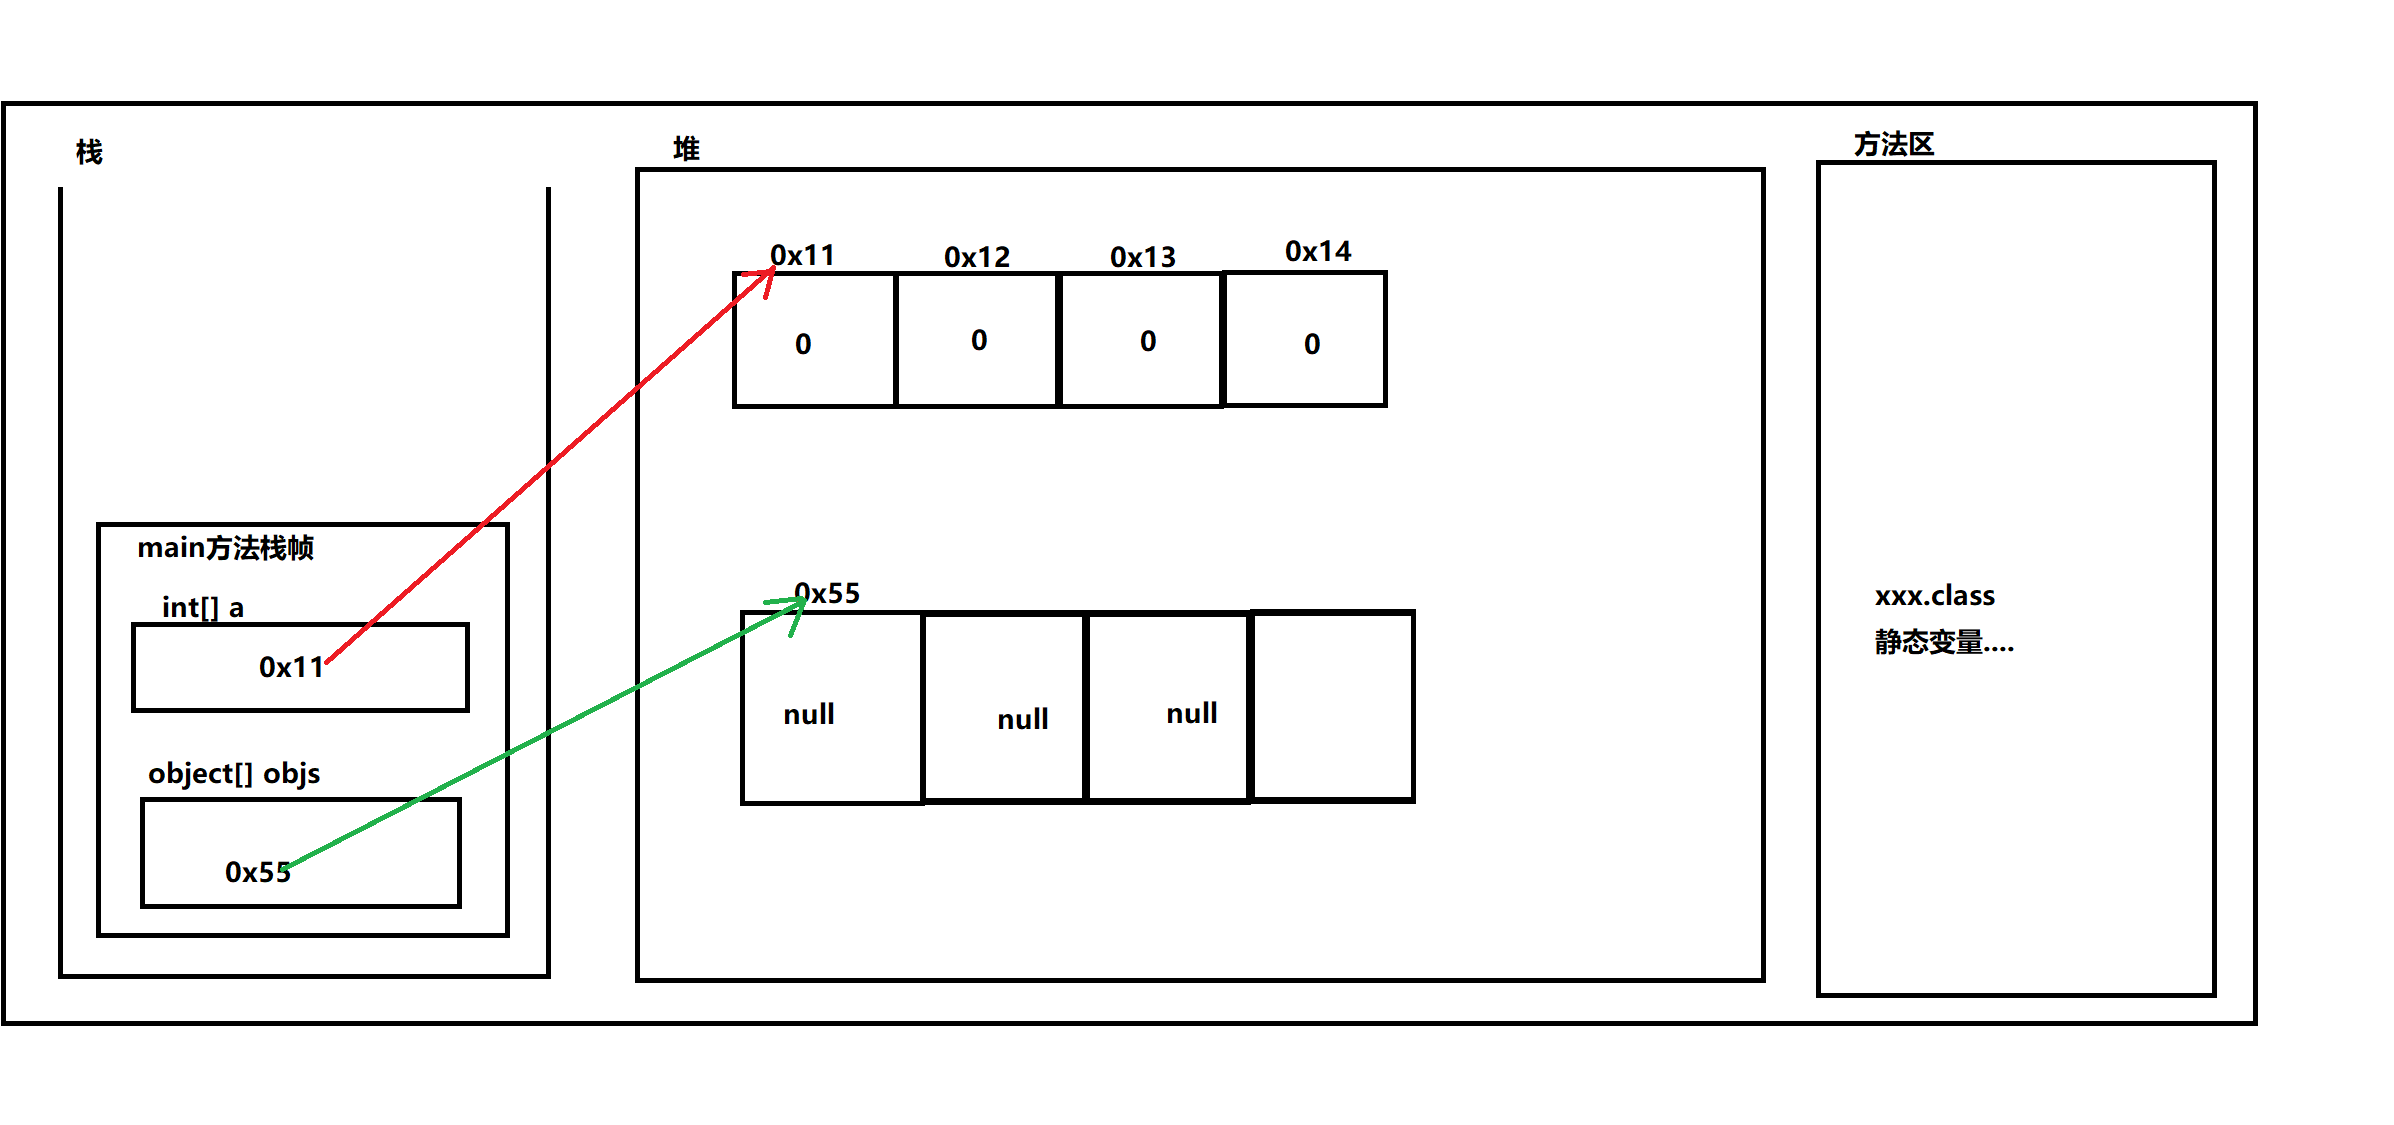 栈
main方法栈帧
int[] a
0x11
object[] objs
0x55
堆
0x11 0x12 0x13 0x14
0 0 0 0
0x55
null null null
方法区
xxx.class
静态变量....